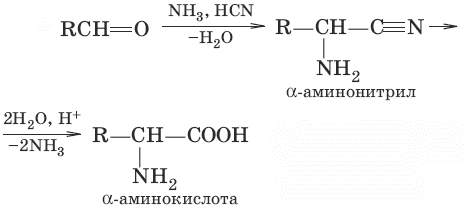 RCH=O NH₃, HCN −H₂O R—CH—C≡N →
NH₂
α-аминонитрил
2H₂O, H⁺ −2NH₃ R—CH—COOH
NH₂
α-аминокислота